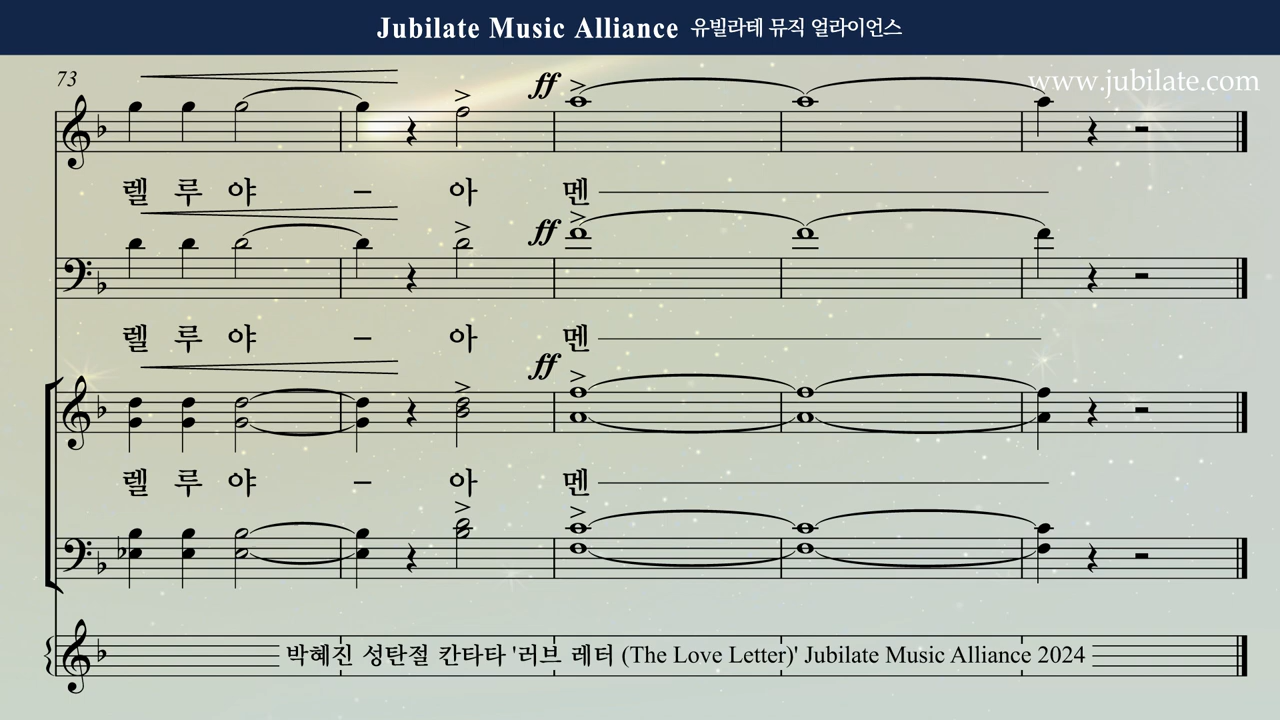 Jubilate Music Alliance 유빌라테 뮤직 얼라이언스
www.jubilate.com
73
ff
렐 루 야 – 아 멘
ff
렐 루 야 – 아 멘
ff
렐 루 야 – 아 멘
박혜진 성탄절 칸타타 '러브 레터 (The Love Letter)' Jubilate Music Alliance 2024